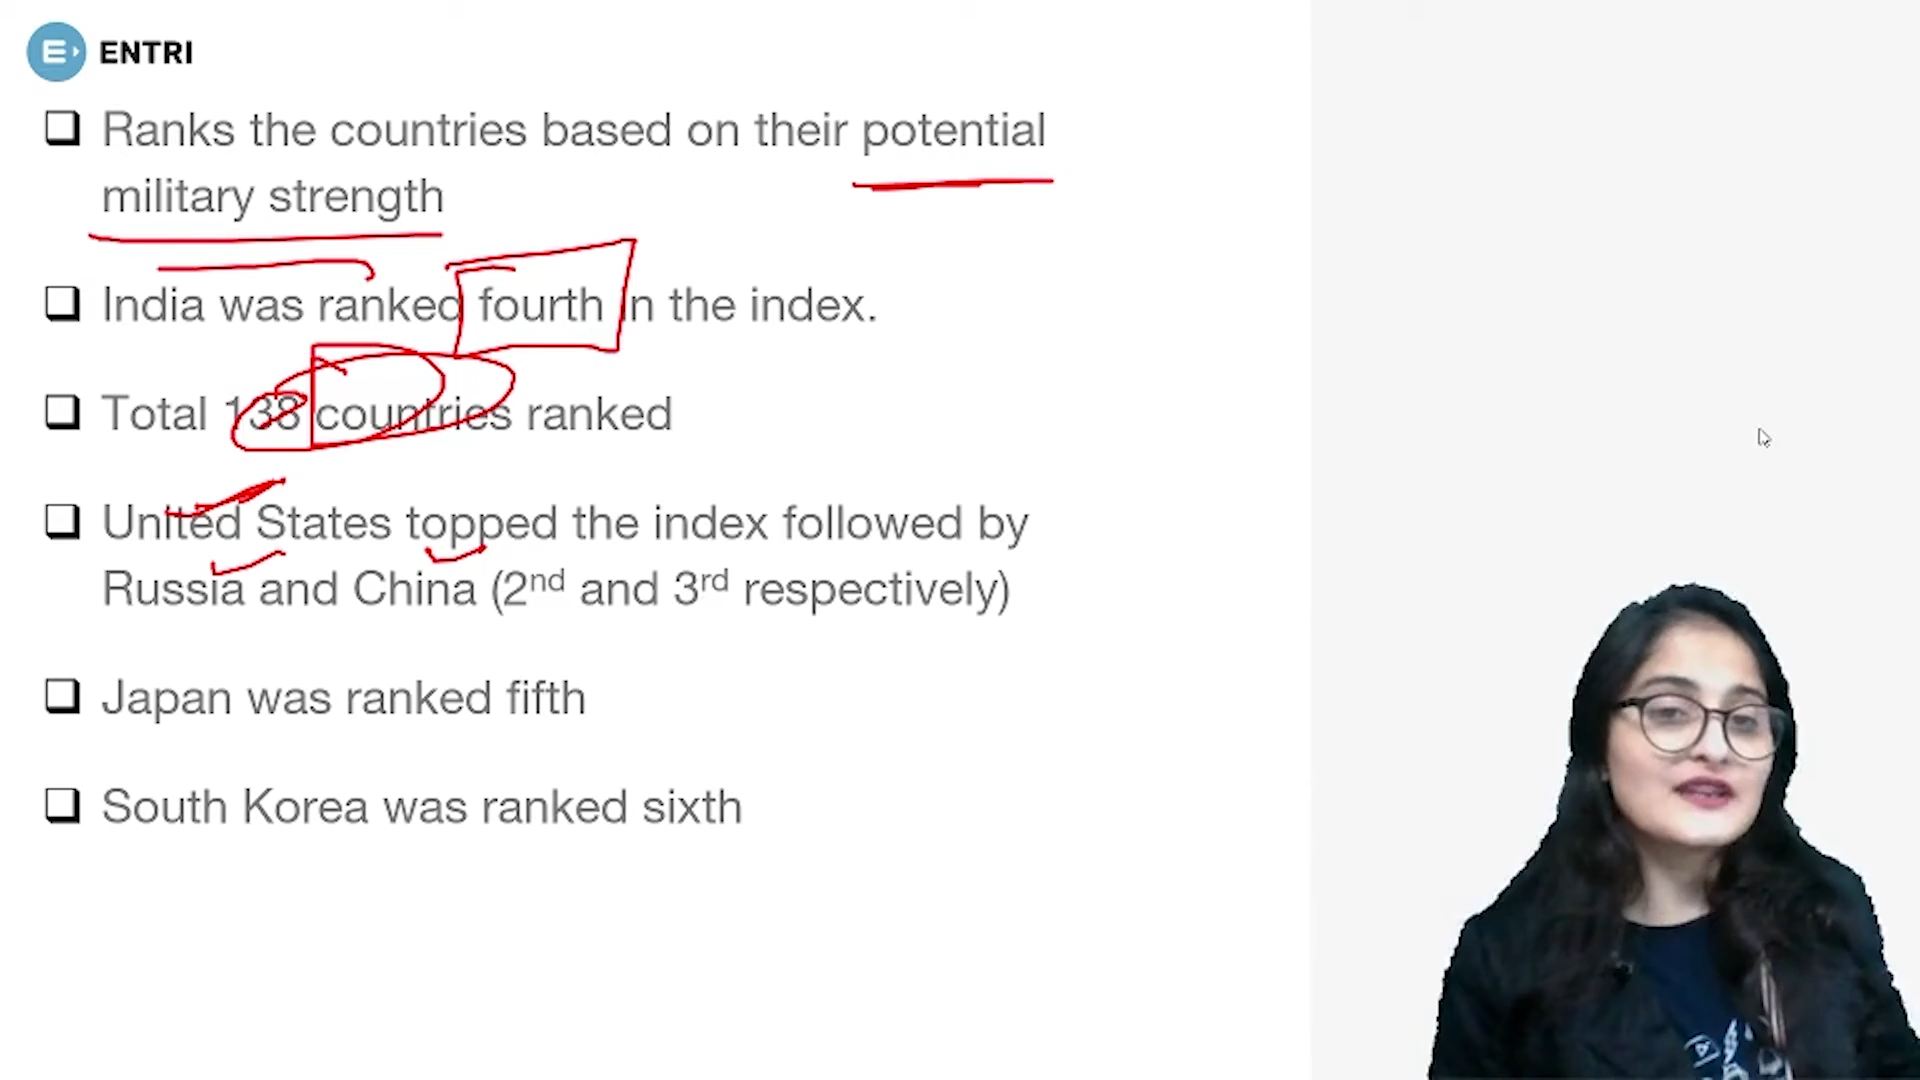 ENTRI
Ranks the countries based on their potential
military strength
India was ranked fourth in the index.
Total 138 countries ranked
United States topped the index followed by
Russia and China (2nd and 3rd respectively)
Japan was ranked fifth
South Korea was ranked sixth